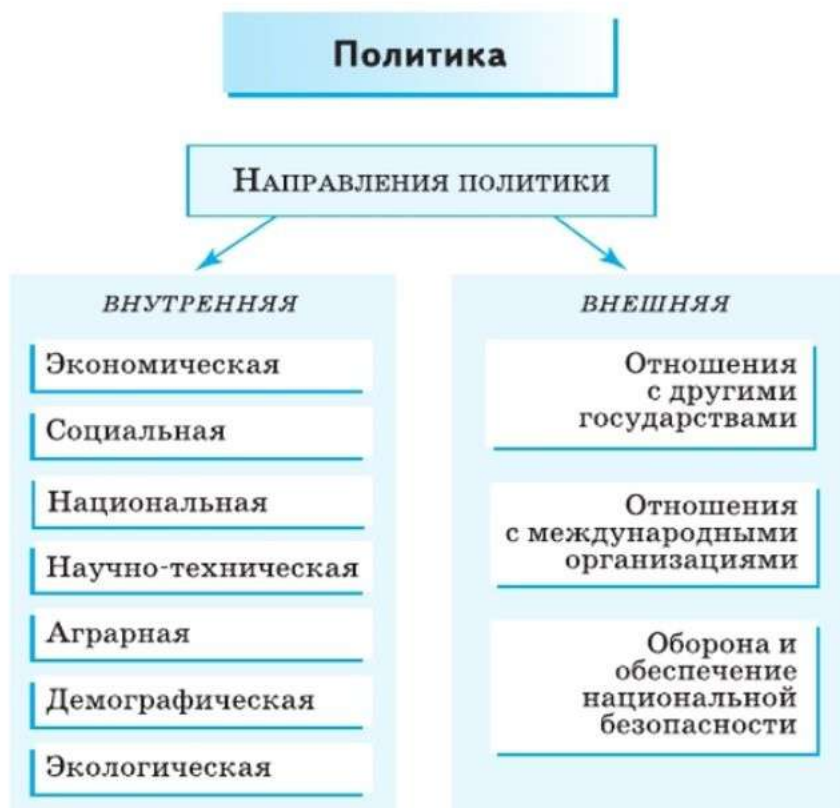 Политика
Направления политики
ВНУТРЕННЯЯ
Экономическая
Социальная
Национальная
Научно-техническая
Аграрная
Демографическая
Экологическая
ВНЕШНЯЯ
Отношения
с другими
государствами
Отношения
с международными
организациями
Оборона и
обеспечение
национальной
безопасности